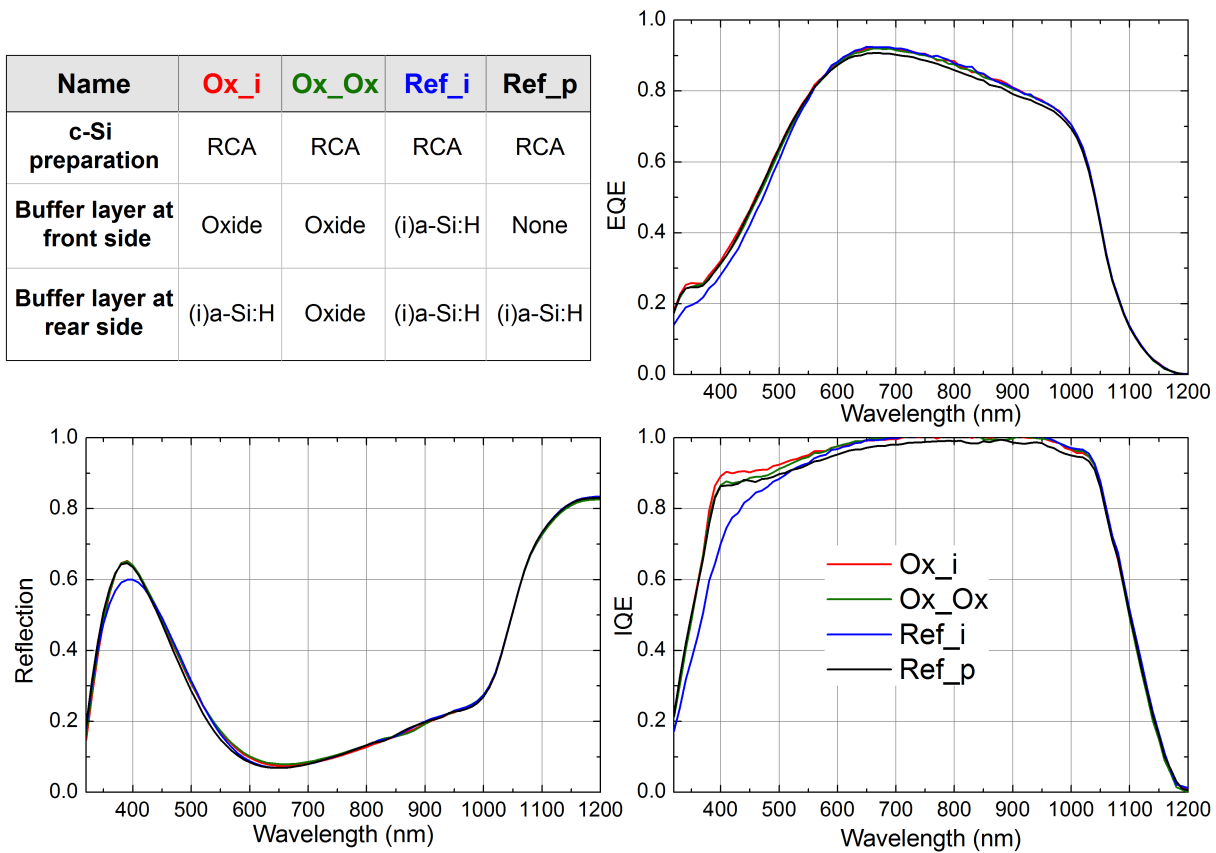 Name Ox_i Ox_Ox Ref_i Ref_p
c-Si
preparation
RCA RCA RCA RCA
Buffer layer at
front side
Oxide Oxide (i)a-Si:H None
Buffer layer at
rear side
(i)a-Si:H Oxide (i)a-Si:H (i)a-Si:H
1.0
0.8
0.6
0.4
0.2
0.0
EQE
400 500 600 700 800 900 1000 1100 1200
Wavelength (nm)
1.0
0.8
0.6
0.4
0.2
0.0
Reflection
400 500 600 700 800 900 1000 1100 1200
Wavelength (nm)
1.0
0.8
0.6
0.4
0.2
0.0
IQE
Ox_i
Ox_Ox
Ref_i
Ref_p
400 500 600 700 800 900 1000 1100 1200
Wavelength (nm)